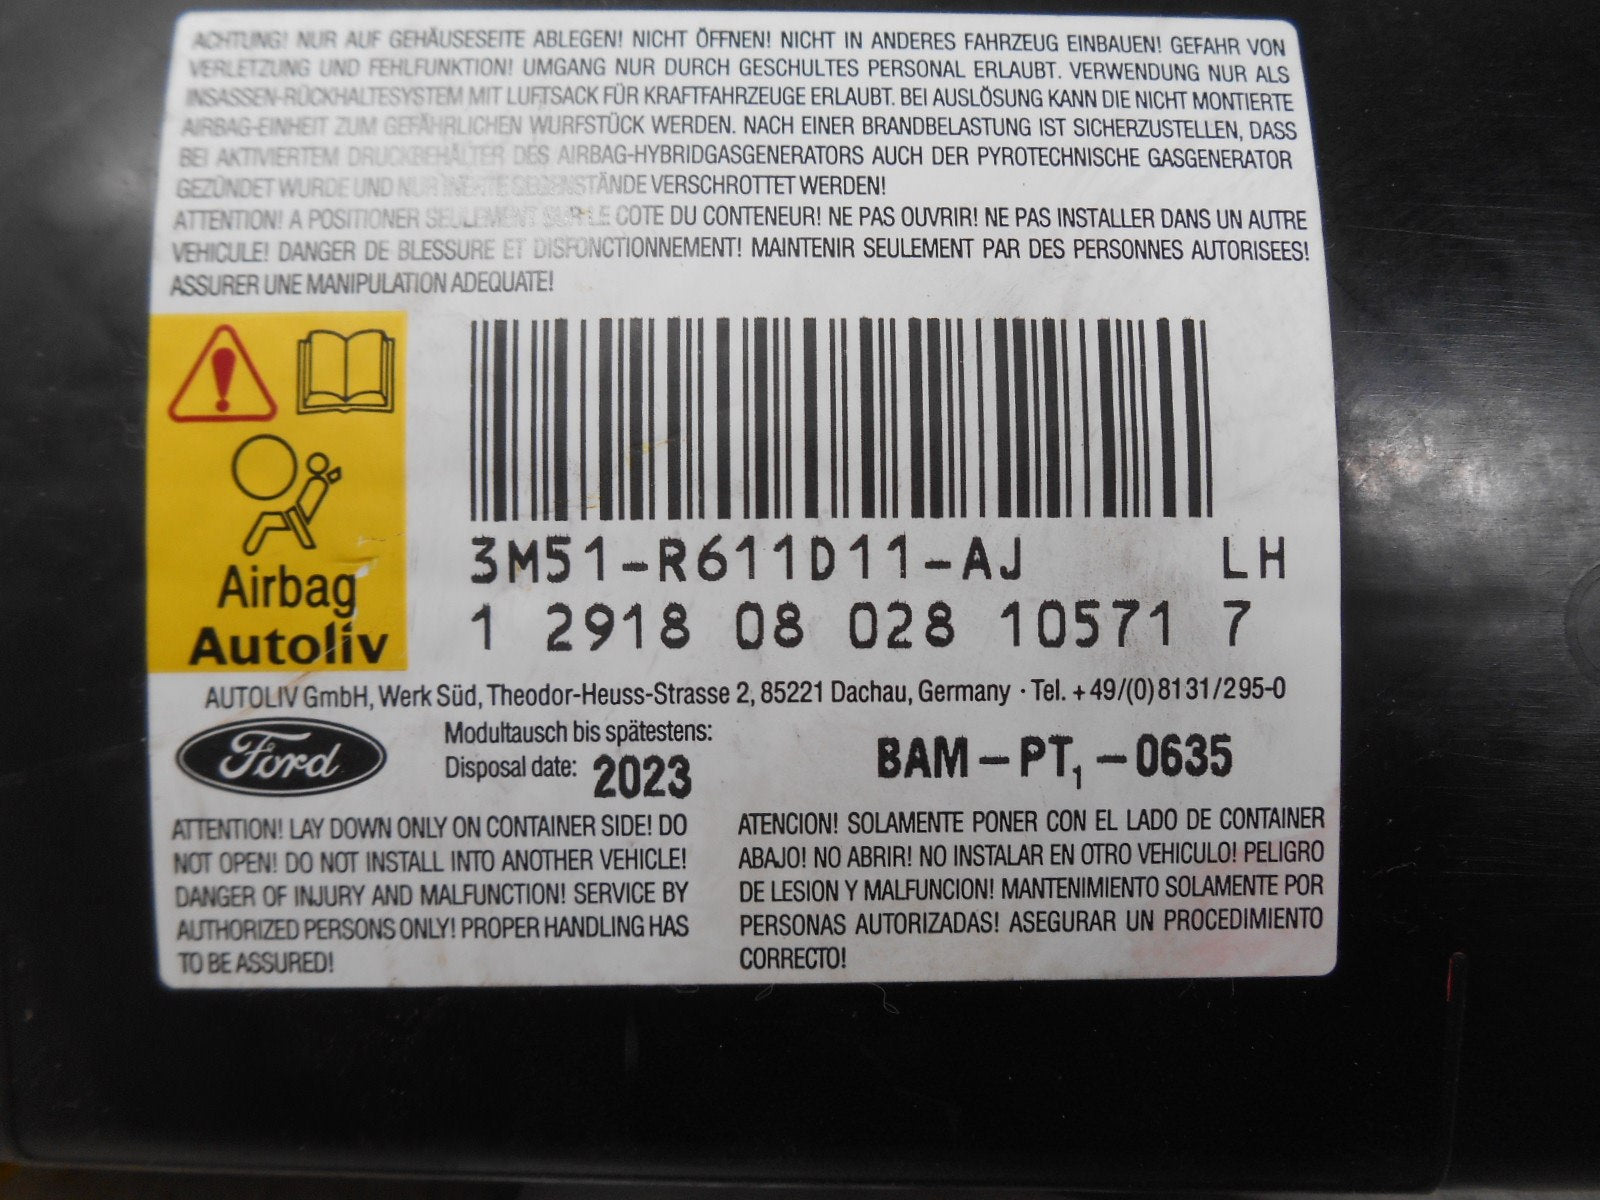 ACHTUNG! NUR AUF GEHÄUSESEITE ABLEGEN! NICHT ÖFFNEN! NICHT IN ANDERES FAHRZEUG EINBAUEN! GEFAHR VON
VERLETZUNG UND FEHLFUNKTION! UMGANG NUR DURCH GESCHULTES PERSONAL ERLAUBT. VERWENDUNG NUR ALS
INSASSEN-RÜCKHALTESYSTEM MIT LUFTSACK FÜR KRAFTFAHRZEUGE ERLAUBT. BEI AUSLÖSUNG KANN DIE NICHT MONTIERTE
AIRBAG-EINHEIT ZUM GEFÄHRLICHEN WURFSTÜCK WERDEN. NACH EINER BRANDBELASTUNG IST SICHERZUSTELLEN, DASS
BEI AKTIVIERTEM DRUCKBEHÄLTER DES AIRBAG-HYBRIDGASGENERATORS AUCH DER PYROTECHNISCHE GASGENERATOR
GEZÜNDET WURDE UND NUR INERTE GEGENSTÄNDE VERSCHROTTET WERDEN!
ATTENTION! A POSITIONER SEULEMENT SUR LE COTE DU CONTENEUR! NE PAS OUVRIR! NE PAS INSTALLER DANS UN AUTRE
VEHICULE! DANGER DE BLESSURE ET DISFONCTIONNEMENT! MAINTENIR SEULEMENT PAR DES PERSONNES AUTORISEES!
ASSURER UNE MANIPULATION ADEQUATE!
3M51-R611D11-AJ LH
1 2918 08 028 10571 7
Airbag
Autoliv
AUTOLIV GmbH, Werk Süd, Theodor-Heuss-Strasse 2, 85221 Dachau, Germany · Tel. +49/(0)8131/295-0
Ford
Modultausch bis spätestens:
Disposal date: 2023
BAM-PT1-0635
ATTENTION! LAY DOWN ONLY ON CONTAINER SIDE! DO
NOT OPEN! DO NOT INSTALL INTO ANOTHER VEHICLE!
DANGER OF INJURY AND MALFUNCTION! SERVICE BY
AUTHORIZED PERSONS ONLY! PROPER HANDLING HAS
TO BE ASSURED!
ATENCION! SOLAMENTE PONER CON EL LADO DE CONTAINER
ABAJO! NO ABRIR! NO INSTALAR EN OTRO VEHICULO! PELIGRO
DE LESION Y MALFUNCION! MANTENIMIENTO SOLAMENTE POR
PERSONAS AUTORIZADAS! ASEGURAR UN PROCEDIMIENTO
CORRECTO!